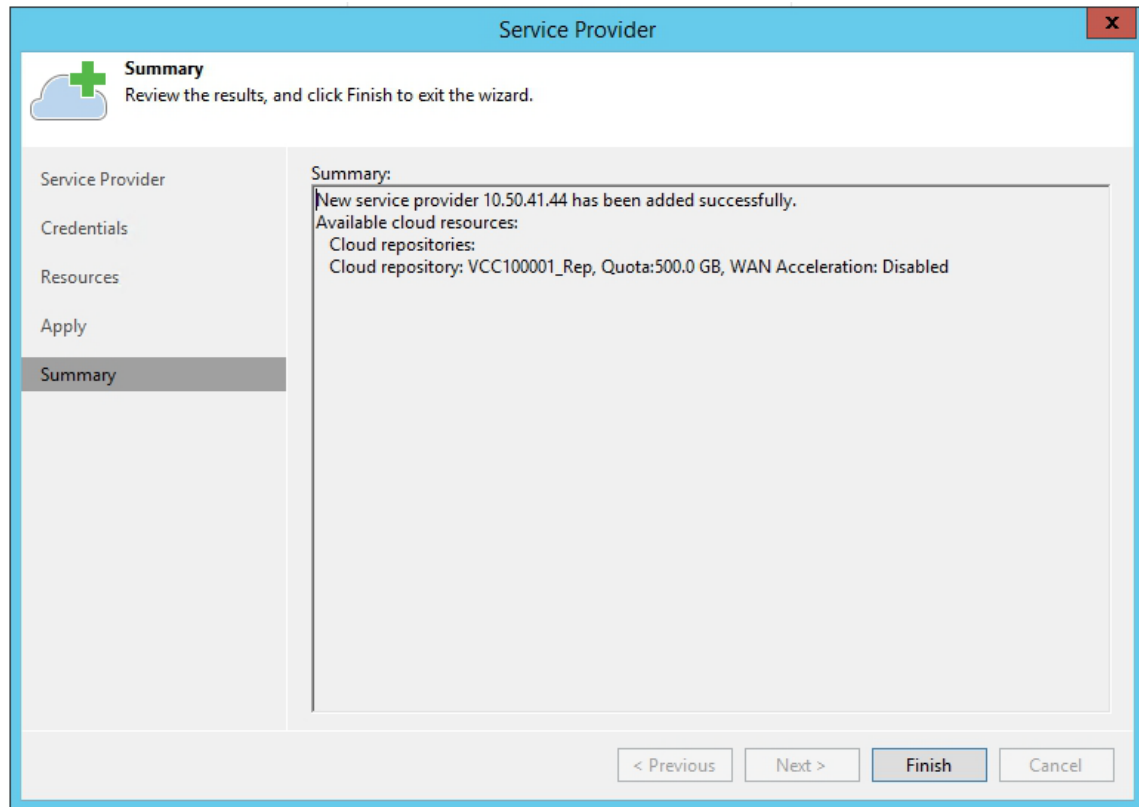 Service Provider
x
Summary
Review the results, and click Finish to exit the wizard.
Service Provider
Credentials
Resources
Apply
Summary
Summary:
New service provider 10.50.41.44 has been added successfully.
Available cloud resources:
Cloud repositories:
Cloud repository: VCC100001_Rep, Quota:500.0 GB, WAN Acceleration: Disabled
< Previous
Next >
Finish
Cancel